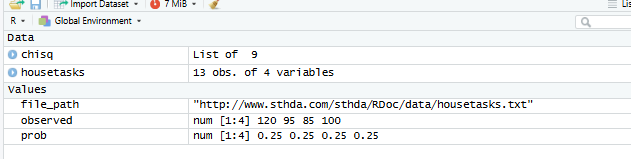 Import Dataset 7 MiB Lis
R Global Environment
Data
chisq List of 9
housetasks 13 obs. of 4 variables
Values
file_path "http://www.sthda.com/sthda/RDoc/data/housetasks.txt"
observed num [1:4] 120 95 85 100
prob num [1:4] 0.25 0.25 0.25 0.25